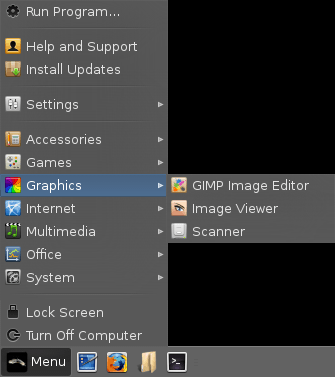 Run Program...
Help and Support
Install Updates
Settings
Accessories
Games
Graphics
GIMP Image Editor
Internet
Image Viewer
Multimedia
Scanner
Office
System
Lock Screen
Turn Off Computer
Menu